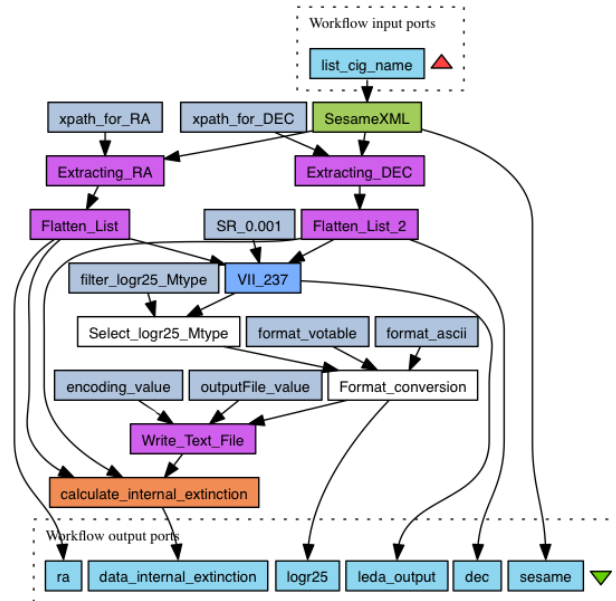 Workflow input ports
list_cig_name
xpath_for_RA
xpath_for_DEC
SesameXML
Extracting_RA
Extracting_DEC
Flatten_List
SR_0.001
Flatten_List_2
filter_logr25_Mtype
VII_237
Select_logr25_Mtype
format_votable
format_ascii
encoding_value
outputFile_value
Format_conversion
Write_Text_File
calculate_internal_extinction
Workflow output ports
ra
data_internal_extinction
logr25
leda_output
dec
sesame